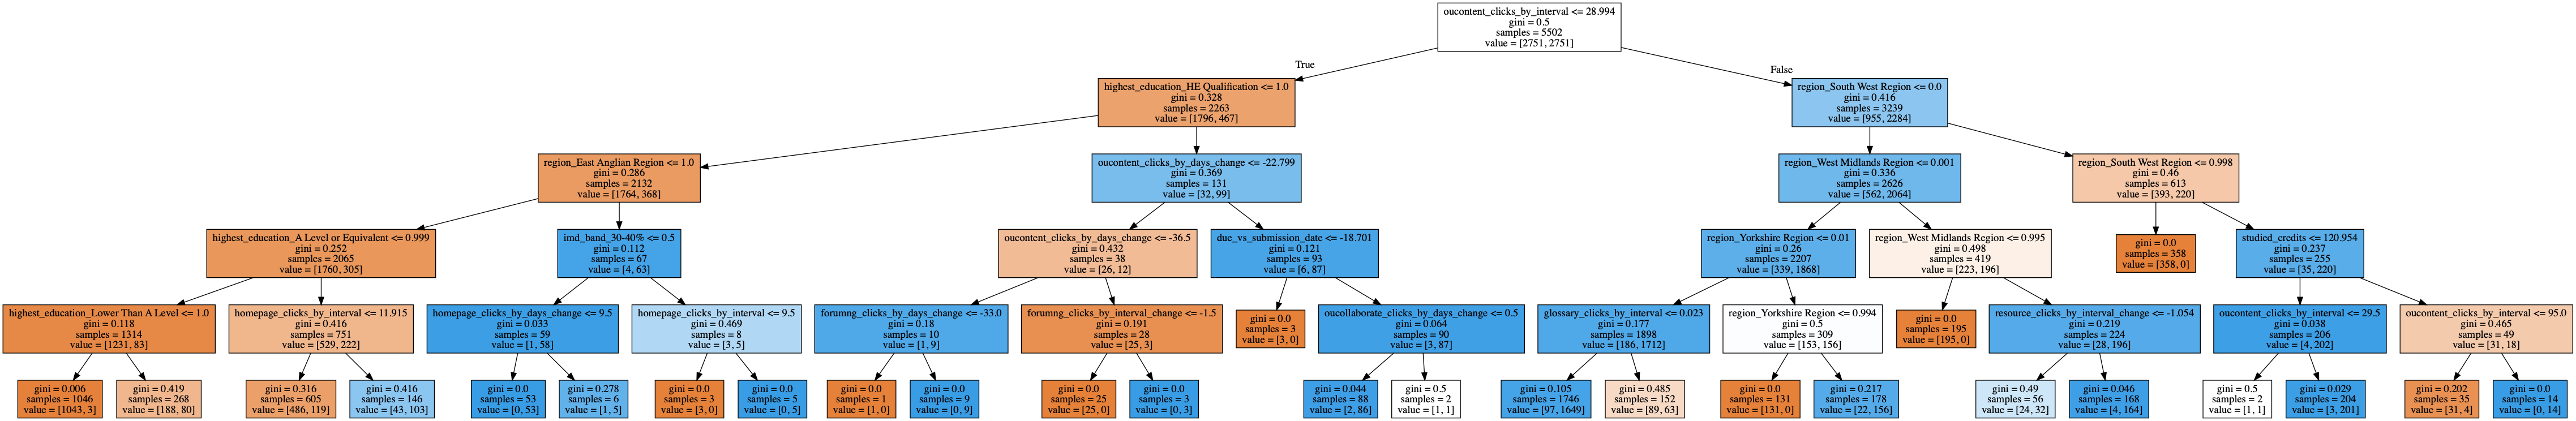 oucontent_clicks_by_interval <= 28.994
gini = 0.5
samples = 5502
value = [2751, 2751]
True
False
highest_education_HE Qualification <= 1.0
gini = 0.328
samples = 2263
value = [1796, 467]
region_South West Region <= 0.0
gini = 0.416
samples = 3239
value = [955, 2284]
region_East Anglian Region <= 1.0
gini = 0.286
samples = 2132
value = [1764, 368]
oucontent_clicks_by_days_change <= -22.799
gini = 0.369
samples = 131
value = [32, 99]
region_West Midlands Region <= 0.001
gini = 0.336
samples = 2626
value = [562, 2064]
region_South West Region <= 0.998
gini = 0.46
samples = 613
value = [393, 220]
highest_education_A Level or Equivalent <= 0.999
gini = 0.252
samples = 2065
value = [1760, 305]
imd_band_30-40% <= 0.5
gini = 0.112
samples = 67
value = [4, 63]
oucontent_clicks_by_days_change <= -36.5
gini = 0.432
samples = 38
value = [26, 12]
due_vs_submission_date <= -18.701
gini = 0.121
samples = 93
value = [6, 87]
region_Yorkshire Region <= 0.01
gini = 0.26
samples = 2207
value = [339, 1868]
region_West Midlands Region <= 0.995
gini = 0.498
samples = 419
value = [223, 196]
gini = 0.0
samples = 358
value = [358, 0]
studied_credits <= 120.954
gini = 0.237
samples = 255
value = [35, 220]
highest_education_Lower Than A Level <= 1.0
gini = 0.118
samples = 1314
value = [1231, 83]
homepage_clicks_by_interval <= 11.915
gini = 0.416
samples = 751
value = [529, 222]
homepage_clicks_by_days_change <= 9.5
gini = 0.033
samples = 59
value = [1, 58]
homepage_clicks_by_interval <= 9.5
gini = 0.469
samples = 8
value = [3, 5]
forumng_clicks_by_days_change <= -33.0
gini = 0.18
samples = 10
value = [1, 9]
forumng_clicks_by_interval_change <= -1.5
gini = 0.191
samples = 28
value = [25, 3]
gini = 0.0
samples = 3
value = [3, 0]
oucollaborate_clicks_by_days_change <= 0.5
gini = 0.064
samples = 90
value = [3, 87]
glossary_clicks_by_interval <= 0.023
gini = 0.177
samples = 1898
value = [186, 1712]
region_Yorkshire Region <= 0.994
gini = 0.5
samples = 309
value = [153, 156]
gini = 0.0
samples = 195
value = [195, 0]
resource_clicks_by_interval_change <= -1.054
gini = 0.219
samples = 224
value = [28, 196]
oucontent_clicks_by_interval <= 29.5
gini = 0.038
samples = 206
value = [4, 202]
oucontent_clicks_by_interval <= 95.0
gini = 0.465
samples = 49
value = [31, 18]
gini = 0.006
samples = 1046
value = [1043, 3]
gini = 0.419
samples = 268
value = [188, 80]
gini = 0.316
samples = 605
value = [486, 119]
gini = 0.416
samples = 146
value = [43, 103]
gini = 0.0
samples = 53
value = [0, 53]
gini = 0.278
samples = 6
value = [1, 5]
gini = 0.0
samples = 3
value = [3, 0]
gini = 0.0
samples = 5
value = [0, 5]
gini = 0.0
samples = 1
value = [1, 0]
gini = 0.0
samples = 9
value = [0, 9]
gini = 0.0
samples = 25
value = [25, 0]
gini = 0.0
samples = 3
value = [0, 3]
gini = 0.044
samples = 88
value = [2, 86]
gini = 0.5
samples = 2
value = [1, 1]
gini = 0.105
samples = 1746
value = [97, 1649]
gini = 0.485
samples = 152
value = [89, 63]
gini = 0.0
samples = 131
value = [131, 0]
gini = 0.217
samples = 178
value = [22, 156]
gini = 0.49
samples = 56
value = [24, 32]
gini = 0.046
samples = 168
value = [4, 164]
gini = 0.5
samples = 2
value = [1, 1]
gini = 0.029
samples = 204
value = [3, 201]
gini = 0.202
samples = 35
value = [31, 4]
gini = 0.0
samples = 14
value = [0, 14]